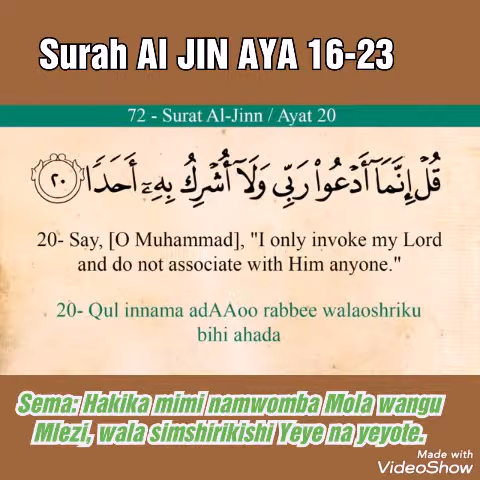 Surah Al JIN AYA 16-23
72 - Surat Al-Jinn / Ayat 20
قُلْ إِنَّمَآ أَدْعُوا۟ رَبِّى وَلَآ أُشْرِكُ بِهِۦٓ أَحَدًا ٢٠
20- Say, [O Muhammad], "I only invoke my Lord
and do not associate with Him anyone."
20- Qul innama adAAoo rabbee walaoshriku
bihi ahada
Sema: Hakika mimi namwomba Mola wangu
Mlezi, wala simshirikishi Yeye na yeyote.
Made with
VideoShow